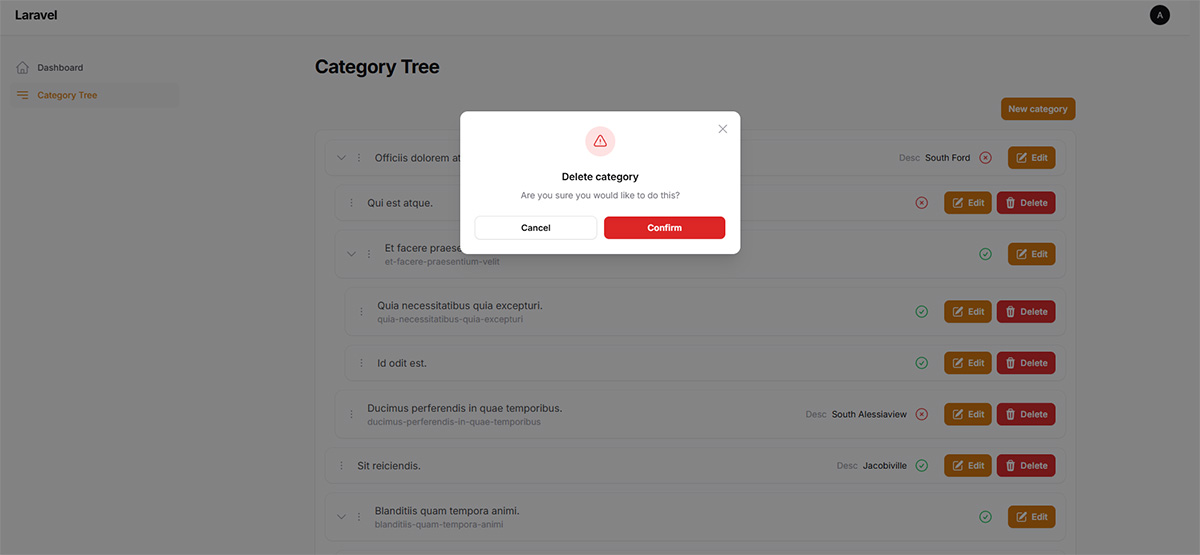 Laravel
A
Dashboard
Category Tree
Category Tree
New category
Delete category
Are you sure you would like to do this?
Cancel
Confirm
Officiis dolorem
Desc South Ford
Edit
Qui est atque.
Edit
Delete
Et facere
et-facere-praesentium-velit
Edit
Quia necessitatibus quia excepturi.
quia-necessitatibus-quia-excepturi
Edit
Delete
Id odit est.
Edit
Delete
Ducimus perferendis in quae temporibus.
ducimus-perferendis-in-quae-temporibus
Desc South Alessiaview
Edit
Delete
Sit reiciendis.
Desc Jacobiville
Edit
Delete
Blanditiis quam tempora animi.
blanditiis-quam-tempora-animi
Edit